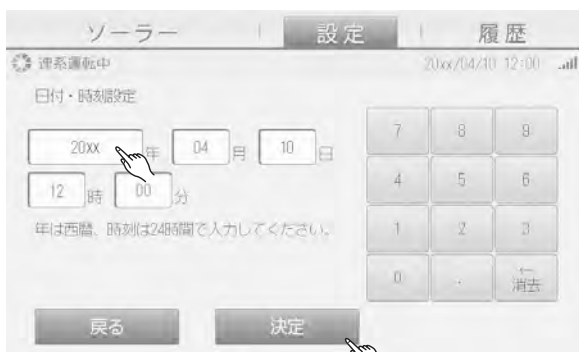 ソーラー 設定 履歴
連系運転中 20xx/04/10 12:00
日付・時刻設定
20XX 年 04 月 10 日
12 時 00 分
年は西暦、時刻は24時間で入力してください。
7 8 9
4 5 6
1 2 3
0 . ←消去
戻る 決定